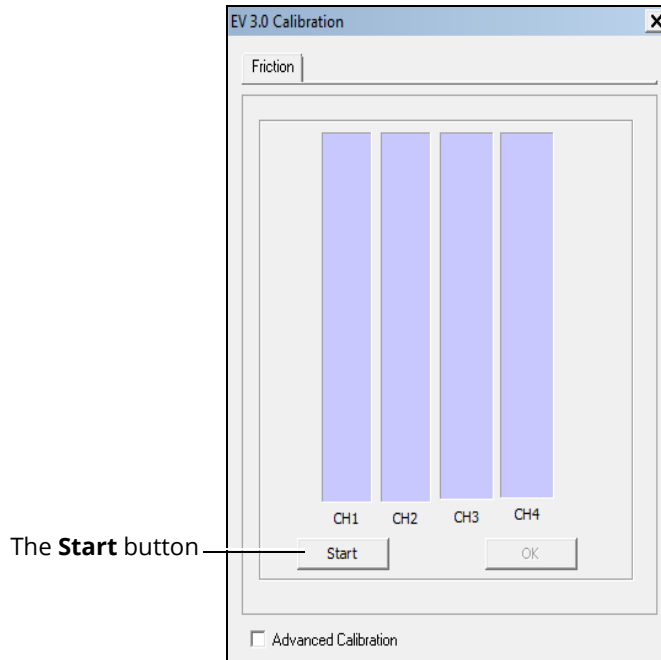 EV 3.0 Calibration
Friction
CH1 CH2 CH3 CH4
The Start button
Start OK
Advanced Calibration